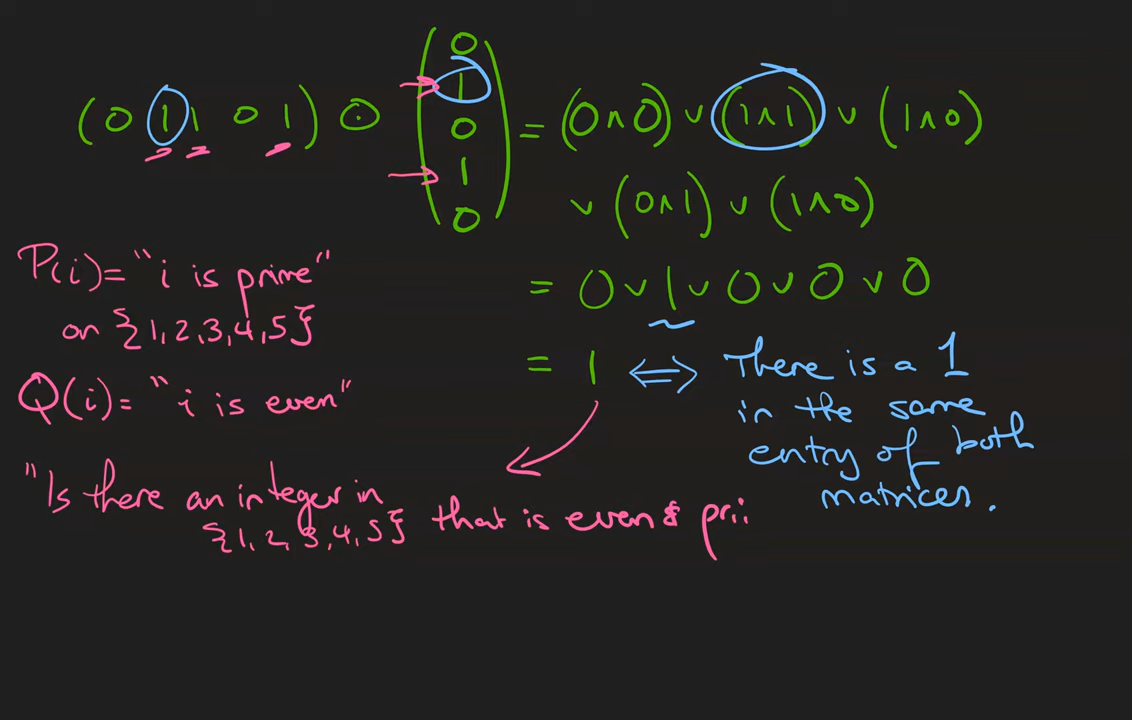 (0 1 1 0 1) ⊙ (0 1 0 1 0) = (0∧0) ∨ (1∧1) ∨ (1∧0)
∨ (0∧1) ∨ (1∧0)
= 0 ∨ 1 ∨ 0 ∨ 0 ∨ 0
= 1 ⟺ There is a 1
in the same
entry of both
matrices.
P(i) = "i is prime"
on {1,2,3,4,5}
Q(i) = "i is even"
"Is there an integer in
{1,2,3,4,5} that is even & pri